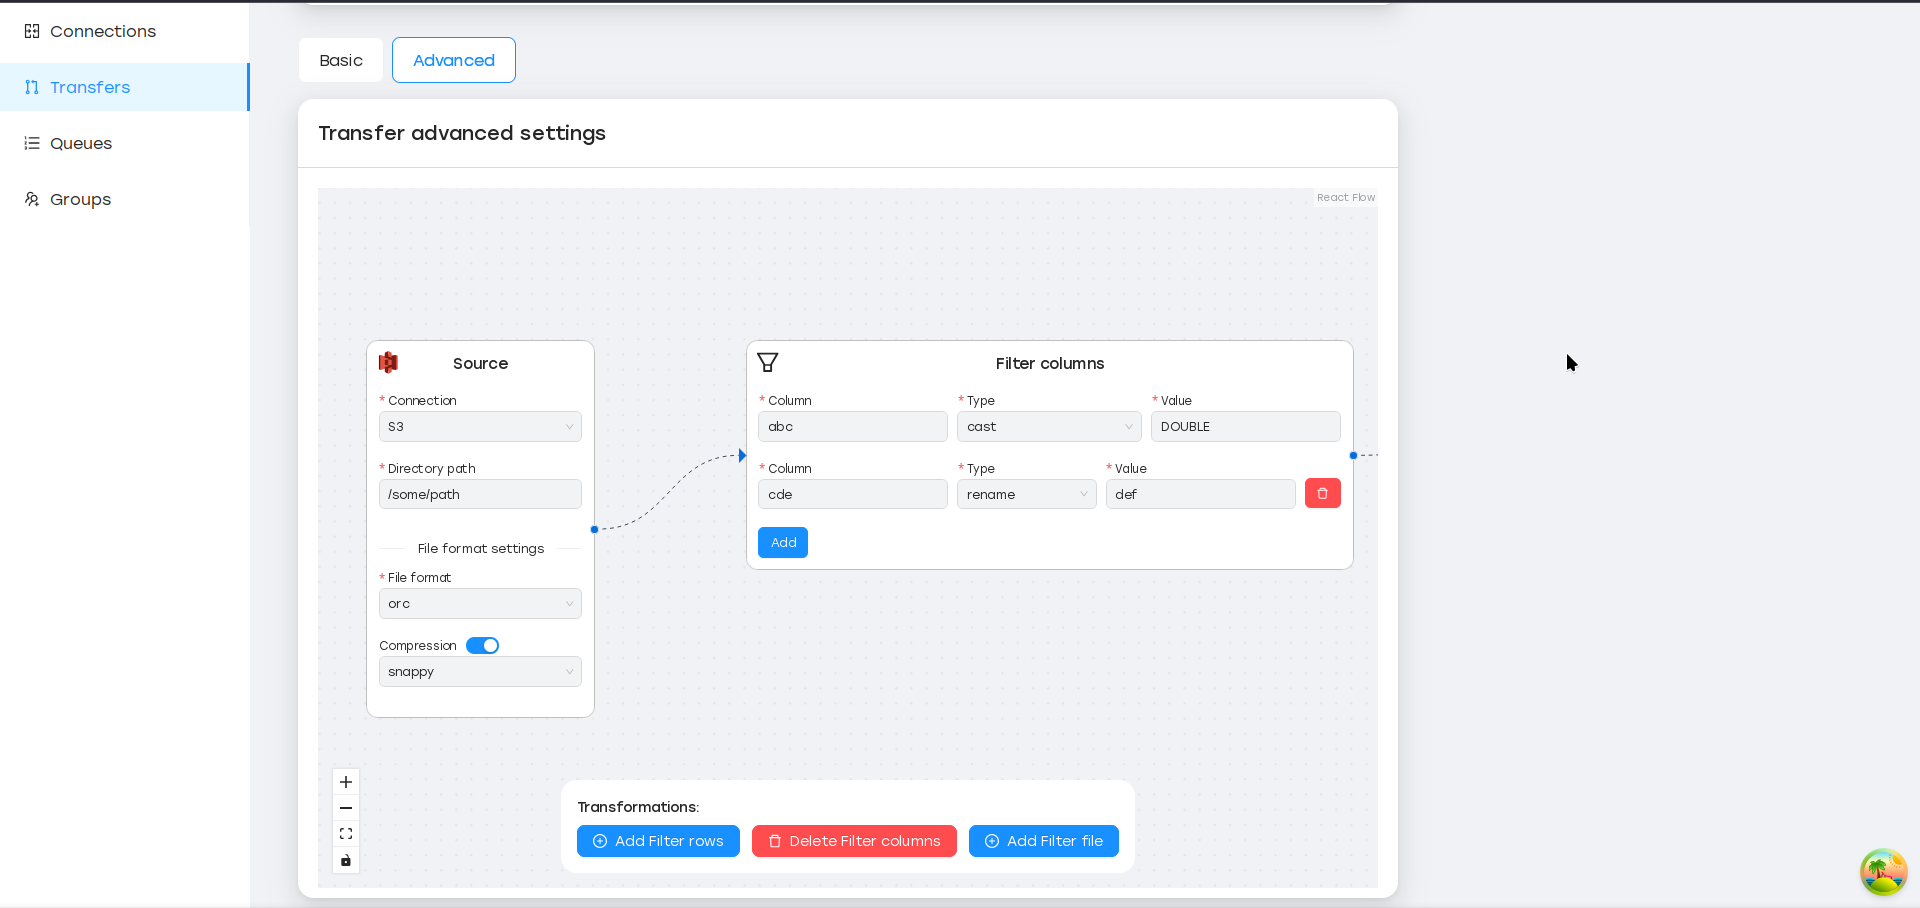 Connections
Transfers
Queues
Groups
Basic
Advanced
Transfer advanced settings
React Flow
Source
* Connection
S3
* Directory path
/some/path
File format settings
* File format
orc
Compression
snappy
Filter columns
* Column
* Type
* Value
abc
cast
DOUBLE
* Column
* Type
* Value
cde
rename
def
Add
Transformations:
Add Filter rows
Delete Filter columns
Add Filter file